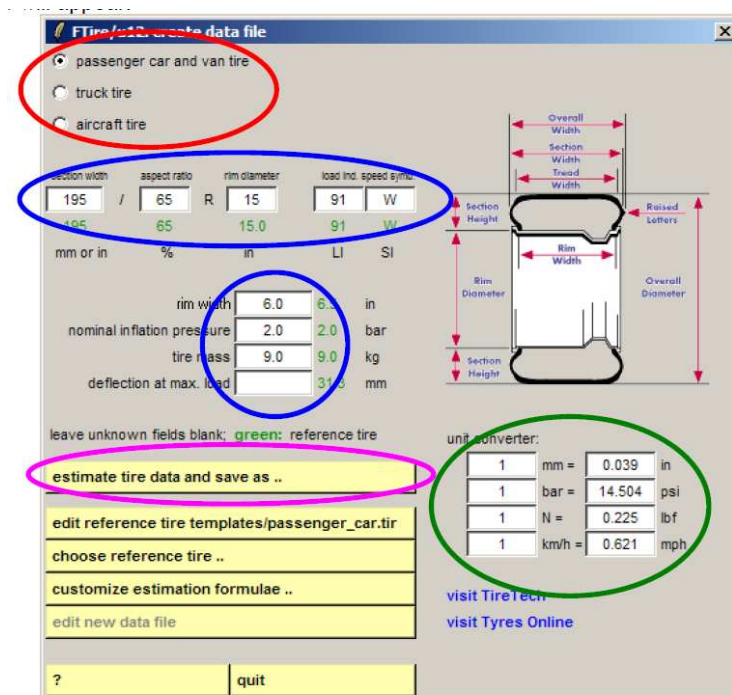 will appear.
FTire/ 12: create data file
passenger car and van tire
truck tire
aircraft tire
section width aspect ratio rim diameter load ind. speed symb.
195 / 65 R 15 91 W
195 65 15.0 91 W
mm or in % in LI SI
rim width 6.0 in
nominal inflation pressure 2.0 2.0 bar
tire mass 9.0 9.0 kg
deflection at max. load mm
leave unknown fields blank; green: reference tire
estimate tire data and save as ..
edit reference tire templates/passenger_car.tir
choose reference tire ..
customize estimation formulae ..
edit new data file
? quit
Overall
Width
Section
Width
Tread
Width
Section
Height
Raised
Letters
Rim
Width
Rim
Diameter
Overall
Diameter
Section
Height
unit converter:
1 mm = 0.039 in
1 bar = 14.504 psi
1 N = 0.225 lbf
1 km/h = 0.621 mph
visit TireTech
visit Tyres Online